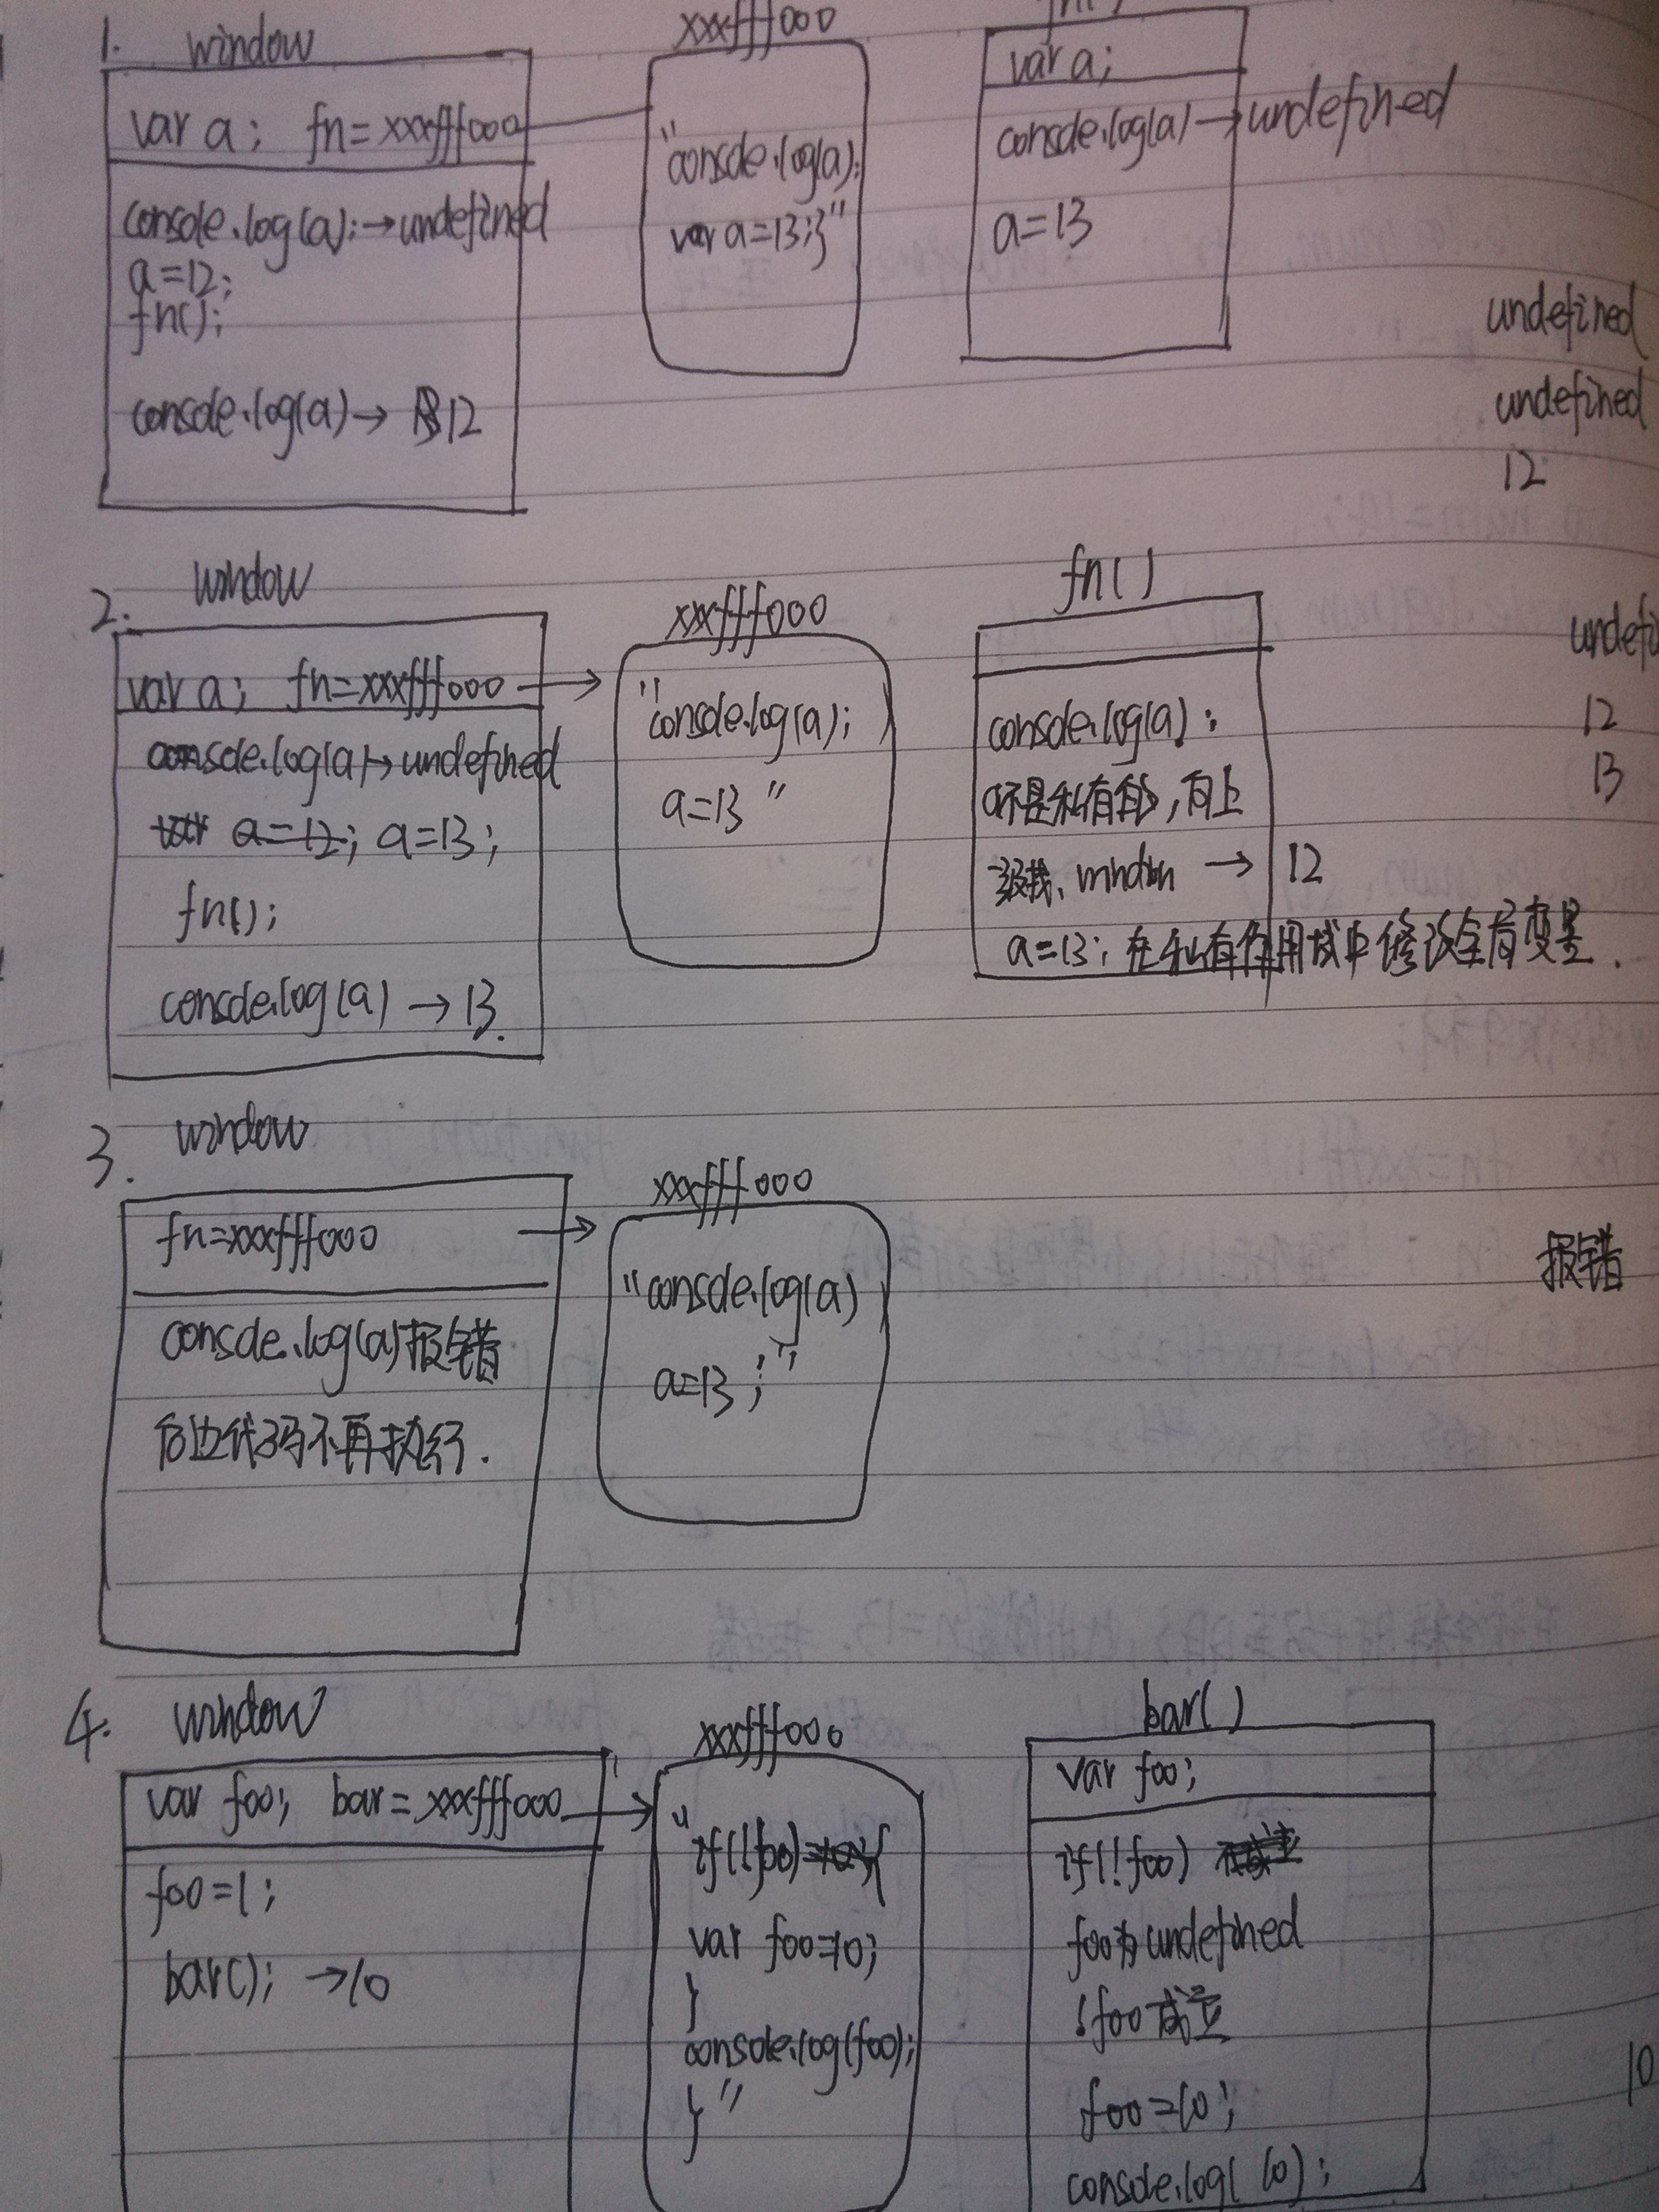 1. window
var a; fn=xxxfff000
console.log(a); → undefined
a=12;
fn();
console.log(a) → 12
xxxfff000
"console.log(a);
var a=13;}"
fn()
var a;
console.log(a) → undefined
a=13
undefined
undefined
12
2. window
var a; fn=xxxfff000
console.log(a) → undefined
var a=12; a=13;
fn();
console.log(a) → 13.
xxxfff000
"console.log(a);
a=13 "
fn()
console.log(a);
a不是私有的,向上
级找、window → 12
a=13; 在私有作用域中修改全局变量.
undefi
12
13
3. window
fn=xxxfff000
console.log(a)报错
后边代码不再执行.
xxxfff000
"console.log(a)
a=13;"
报错
4. window
var foo; bar=xxxfff000
foo=1;
bar(); → 10
xxxfff000
"if(!foo){
var foo=10;
}
console.log(foo);
}"
bar()
var foo;
if(!foo)
foo为undefined
!foo成立
foo=10;
console.log( 10);
10